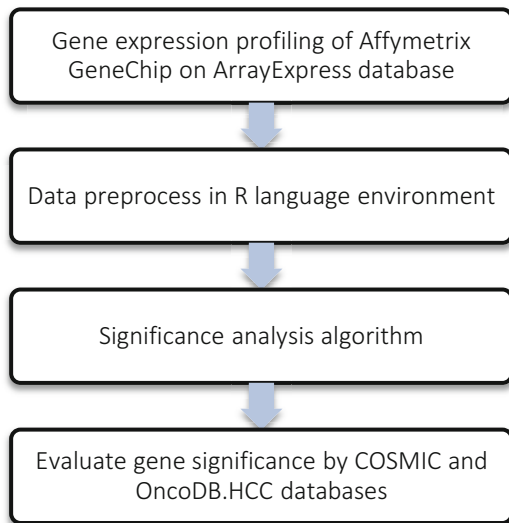 Gene expression profiling of Affymetrix
GeneChip on ArrayExpress database
Data preprocess in R language environment
Significance analysis algorithm
Evaluate gene significance by COSMIC and
OncoDB.HCC databases